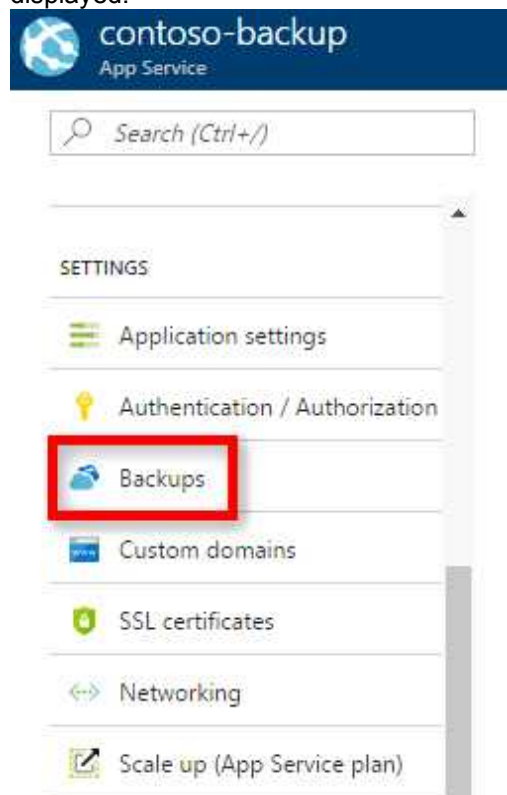 displayed.
contoso-backup
App Service
Search (Ctrl+/)
SETTINGS
Application settings
Authentication / Authorization
Backups
www
Custom domains
SSL certificates
Networking
Scale up (App Service plan)